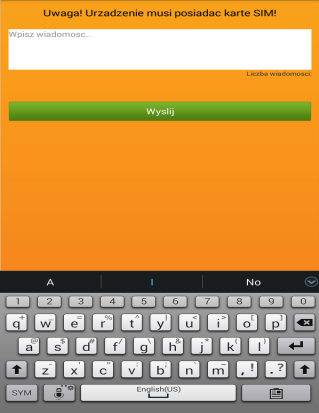 Uwaga! Urzadzenie musi posiadac karte SIM!
Wpisz wiadomosc..
Liczba wiadomosci:
Wyslij
A I No
1 2 3 4 5 6 7 8 9 0
q w e r t y u i o p
a s d f g h j k l
z x c v b n m , ! . ?
SYM English(US)